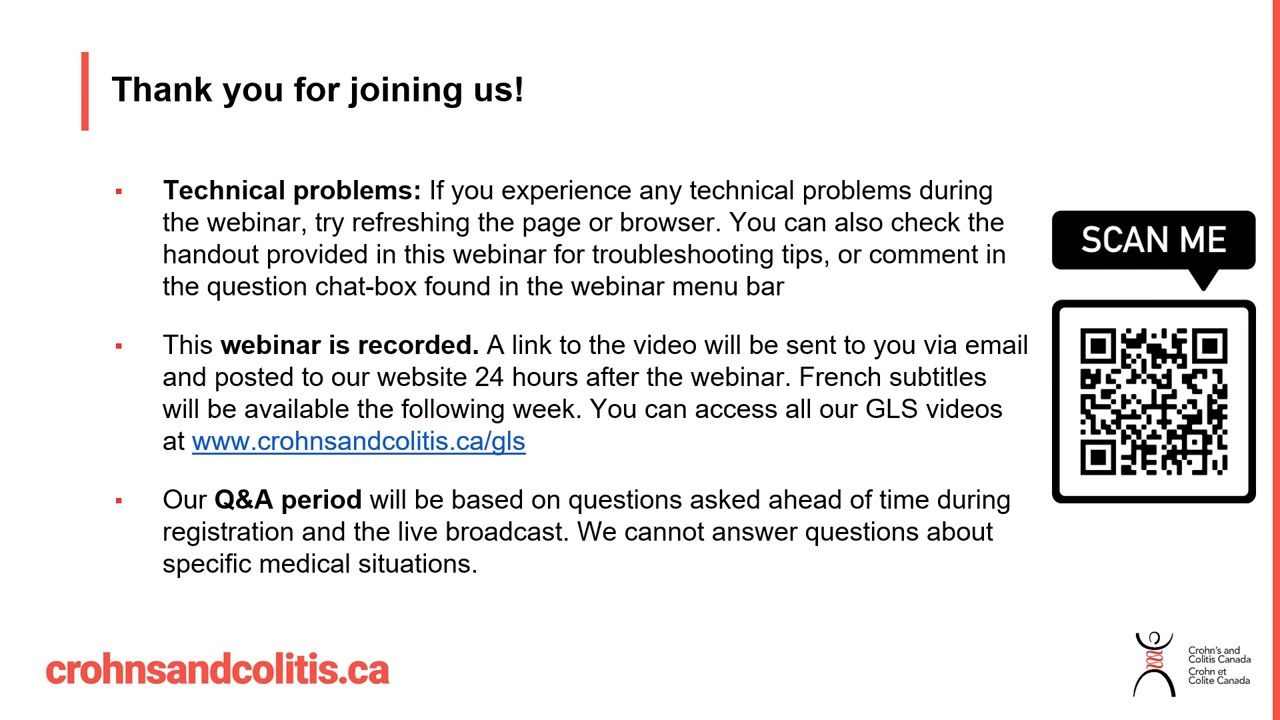 Thank you for joining us!
Technical problems: If you experience any technical problems during
the webinar, try refreshing the page or browser. You can also check the
handout provided in this webinar for troubleshooting tips, or comment in
the question chat-box found in the webinar menu bar
This webinar is recorded. A link to the video will be sent to you via email
and posted to our website 24 hours after the webinar. French subtitles
will be available the following week. You can access all our GLS videos
at www.crohnsandcolitis.ca/gls
Our Q&A period will be based on questions asked ahead of time during
registration and the live broadcast. We cannot answer questions about
specific medical situations.
SCAN ME
crohnsandcolitis.ca
Crohn's and
Colitis Canada
Crohn et
Colite Canada